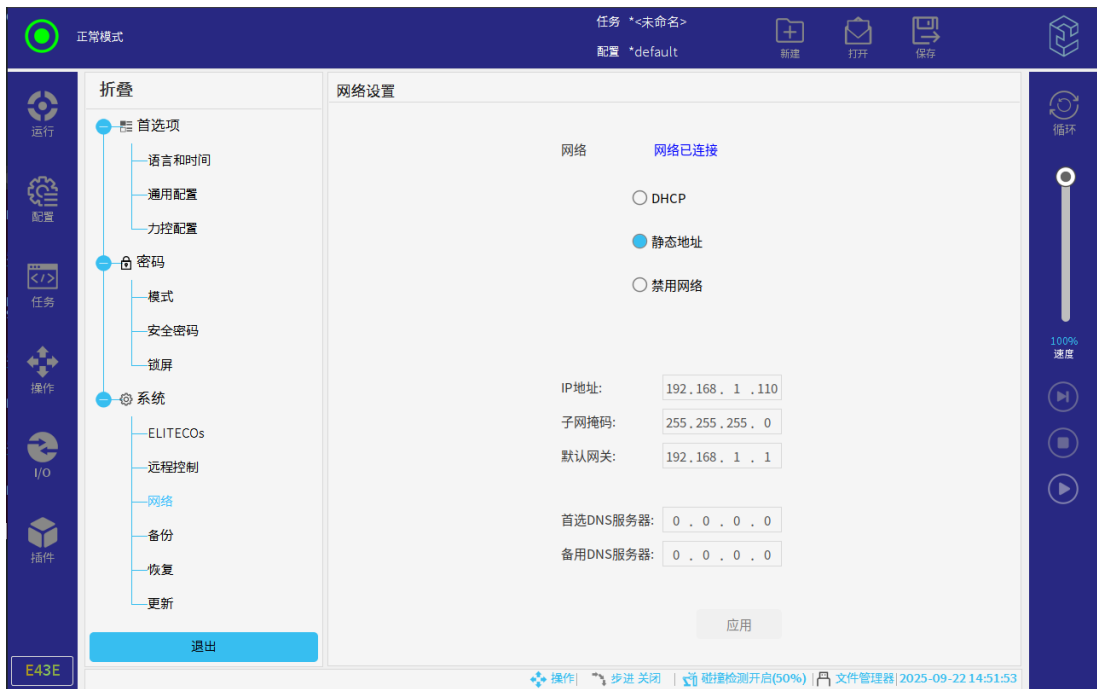 正常模式
任务 *<未命名>
配置 *default
新建
打开
保存
运行
配置
任务
操作
I/O
插件
E43E
折叠
首选项
语言和时间
通用配置
力控配置
密码
模式
安全密码
锁屏
系统
ELITECOs
远程控制
网络
备份
恢复
更新
退出
网络设置
网络 网络已连接
DHCP
静态地址
禁用网络
IP地址: 192.168. 1 .110
子网掩码: 255.255.255. 0
默认网关: 192.168. 1 . 1
首选DNS服务器: 0 . 0 . 0 . 0
备用DNS服务器: 0 . 0 . 0 . 0
应用
循环
100%
速度
操作| 步进 关闭 | 碰撞检测开启(50%) | 文件管理器| 2025-09-22 14:51:53